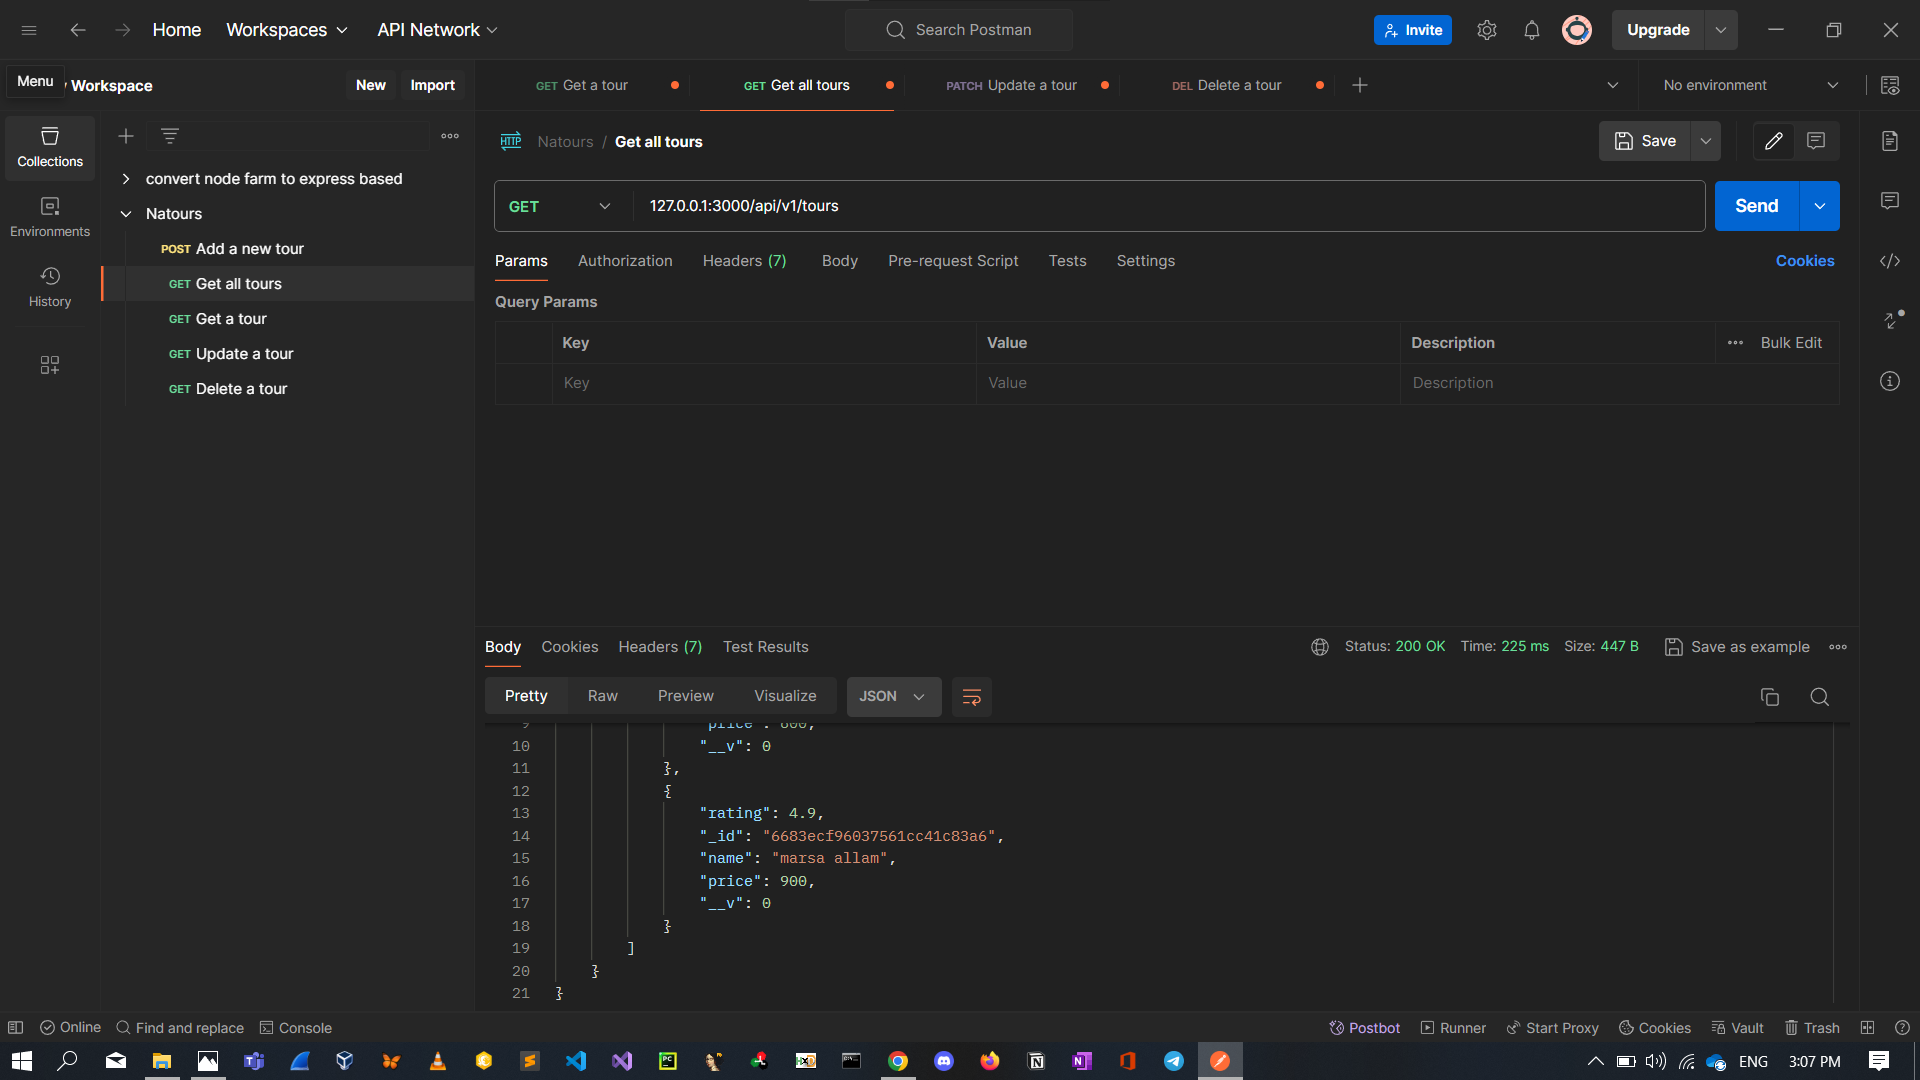 Home
Workspaces
API Network
Search Postman
Invite
Upgrade
Menu
Workspace
New
Import
GET Get a tour
GET Get all tours
PATCH Update a tour
DEL Delete a tour
No environment
Collections
Environments
History
convert node farm to express based
Natours
POST Add a new tour
GET Get all tours
GET Get a tour
GET Update a tour
GET Delete a tour
HTTP Natours / Get all tours
Save
GET
127.0.0.1:3000/api/v1/tours
Send
Params
Authorization
Headers (7)
Body
Pre-request Script
Tests
Settings
Cookies
Query Params
Key
Value
Description
Bulk Edit
Key
Value
Description
Body
Cookies
Headers (7)
Test Results
Status: 200 OK
Time: 225 ms
Size: 447 B
Save as example
Pretty
Raw
Preview
Visualize
JSON
9 "price": 800,
10 "__v": 0
11 },
12 {
13 "rating": 4.9,
14 "_id": "6683ecf96037561cc41c83a6",
15 "name": "marsa allam",
16 "price": 900,
17 "__v": 0
18 }
19 ]
20 }
21 }
Online
Find and replace
Console
Postbot
Runner
Start Proxy
Cookies
Vault
Trash
ENG
3:07 PM